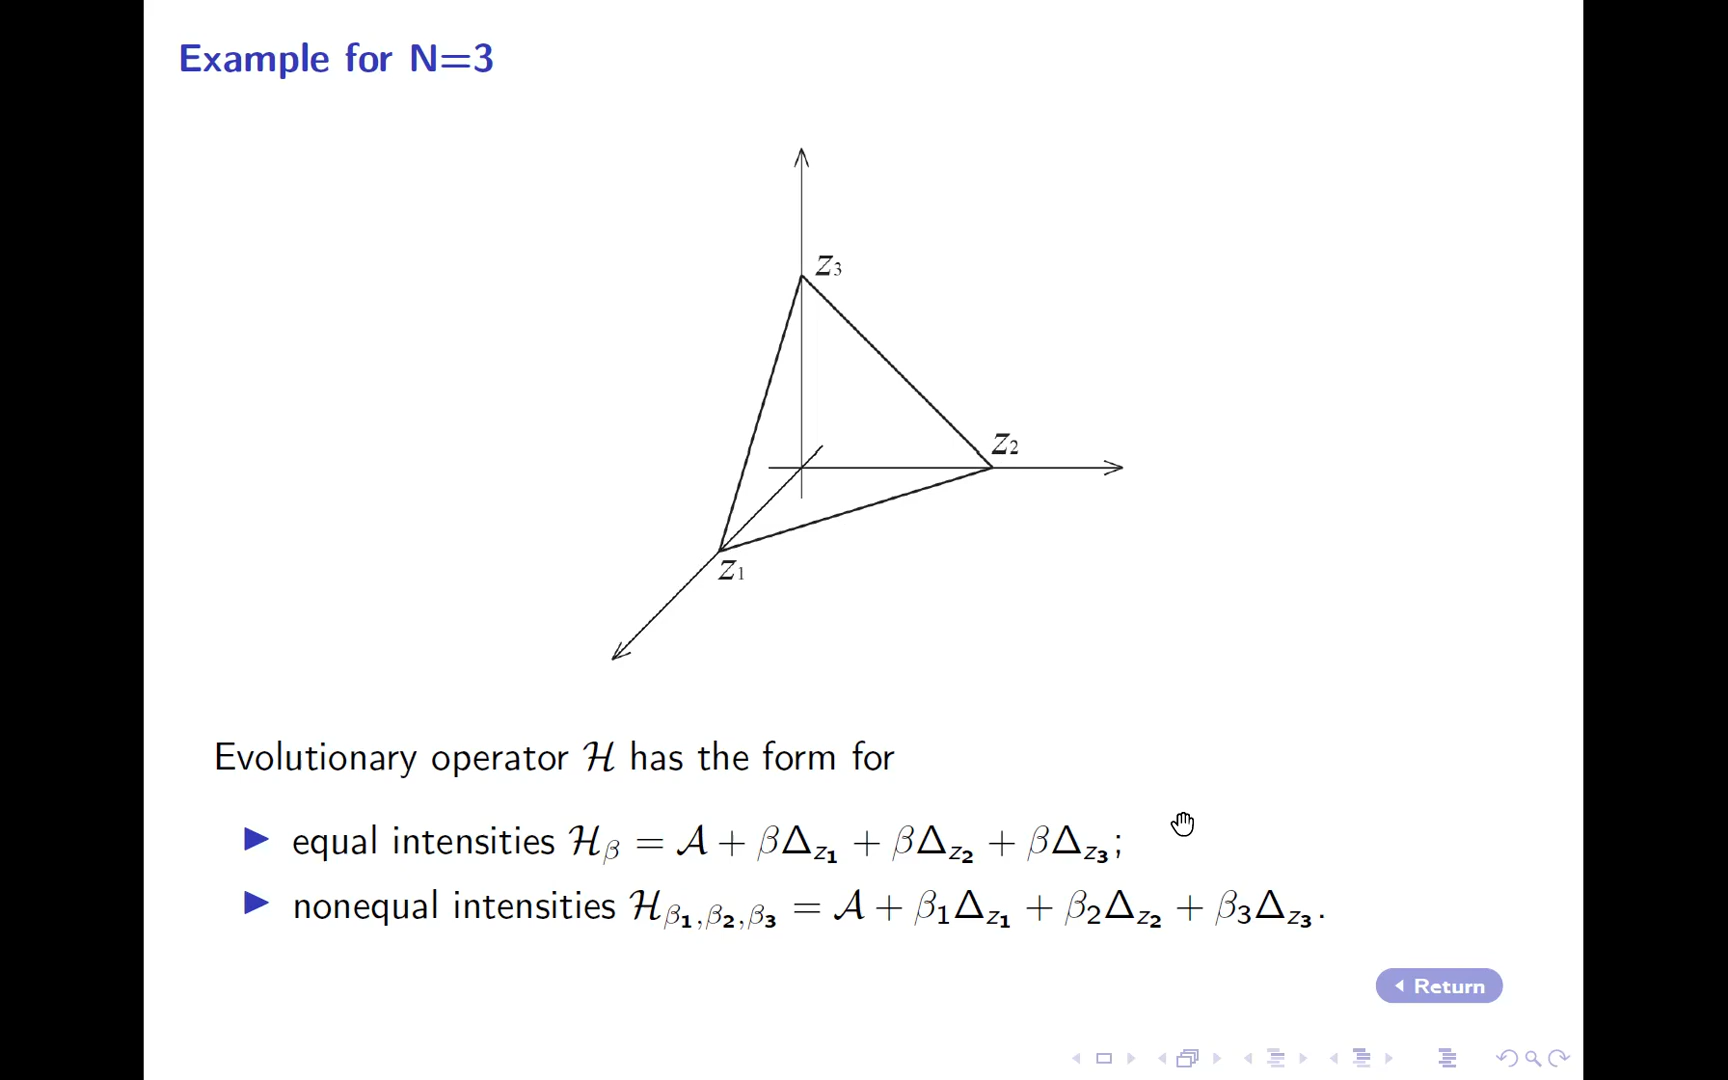 Example for N=3
z₃
z₂
z₁
Evolutionary operator ℋ has the form for
equal intensities ℋ_β = 𝒜 + βΔ_{z₁} + βΔ_{z₂} + βΔ_{z₃};
nonequal intensities ℋ_{β₁,β₂,β₃} = 𝒜 + β₁Δ_{z₁} + β₂Δ_{z₂} + β₃Δ_{z₃}.
Return